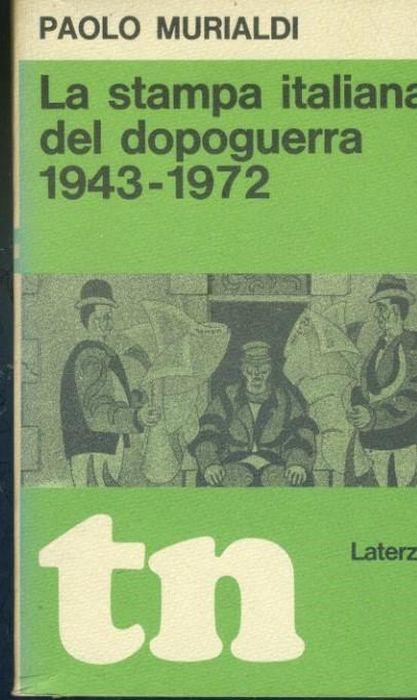 PAOLO MURIALDI
La stampa italiana
del dopoguerra
1943-1972
tn
Laterz